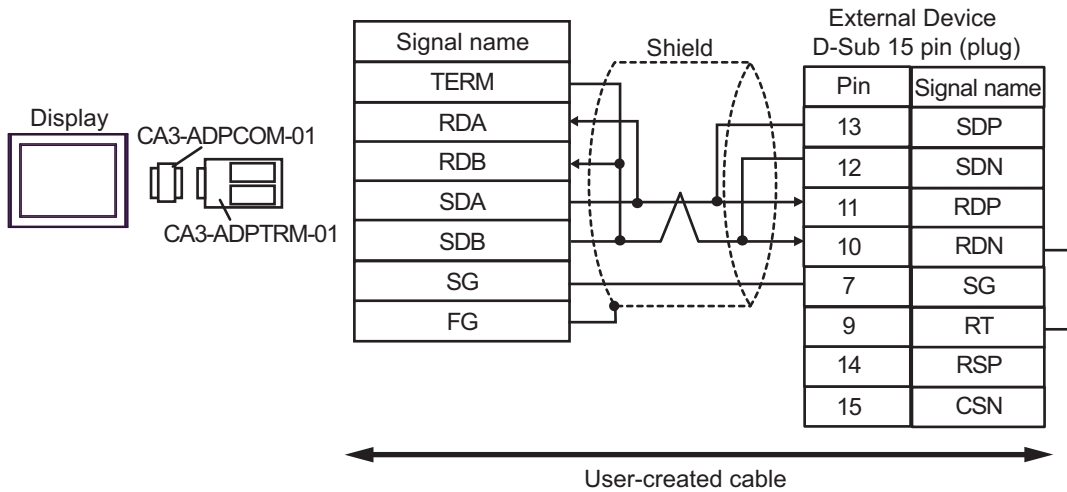 Display
CA3-ADPCOM-01
CA3-ADPTRM-01
Signal name
TERM
RDA
RDB
SDA
SDB
SG
FG
Shield
External Device
D-Sub 15 pin (plug)
Pin Signal name
13 SDP
12 SDN
11 RDP
10 RDN
7 SG
9 RT
14 RSP
15 CSN
User-created cable